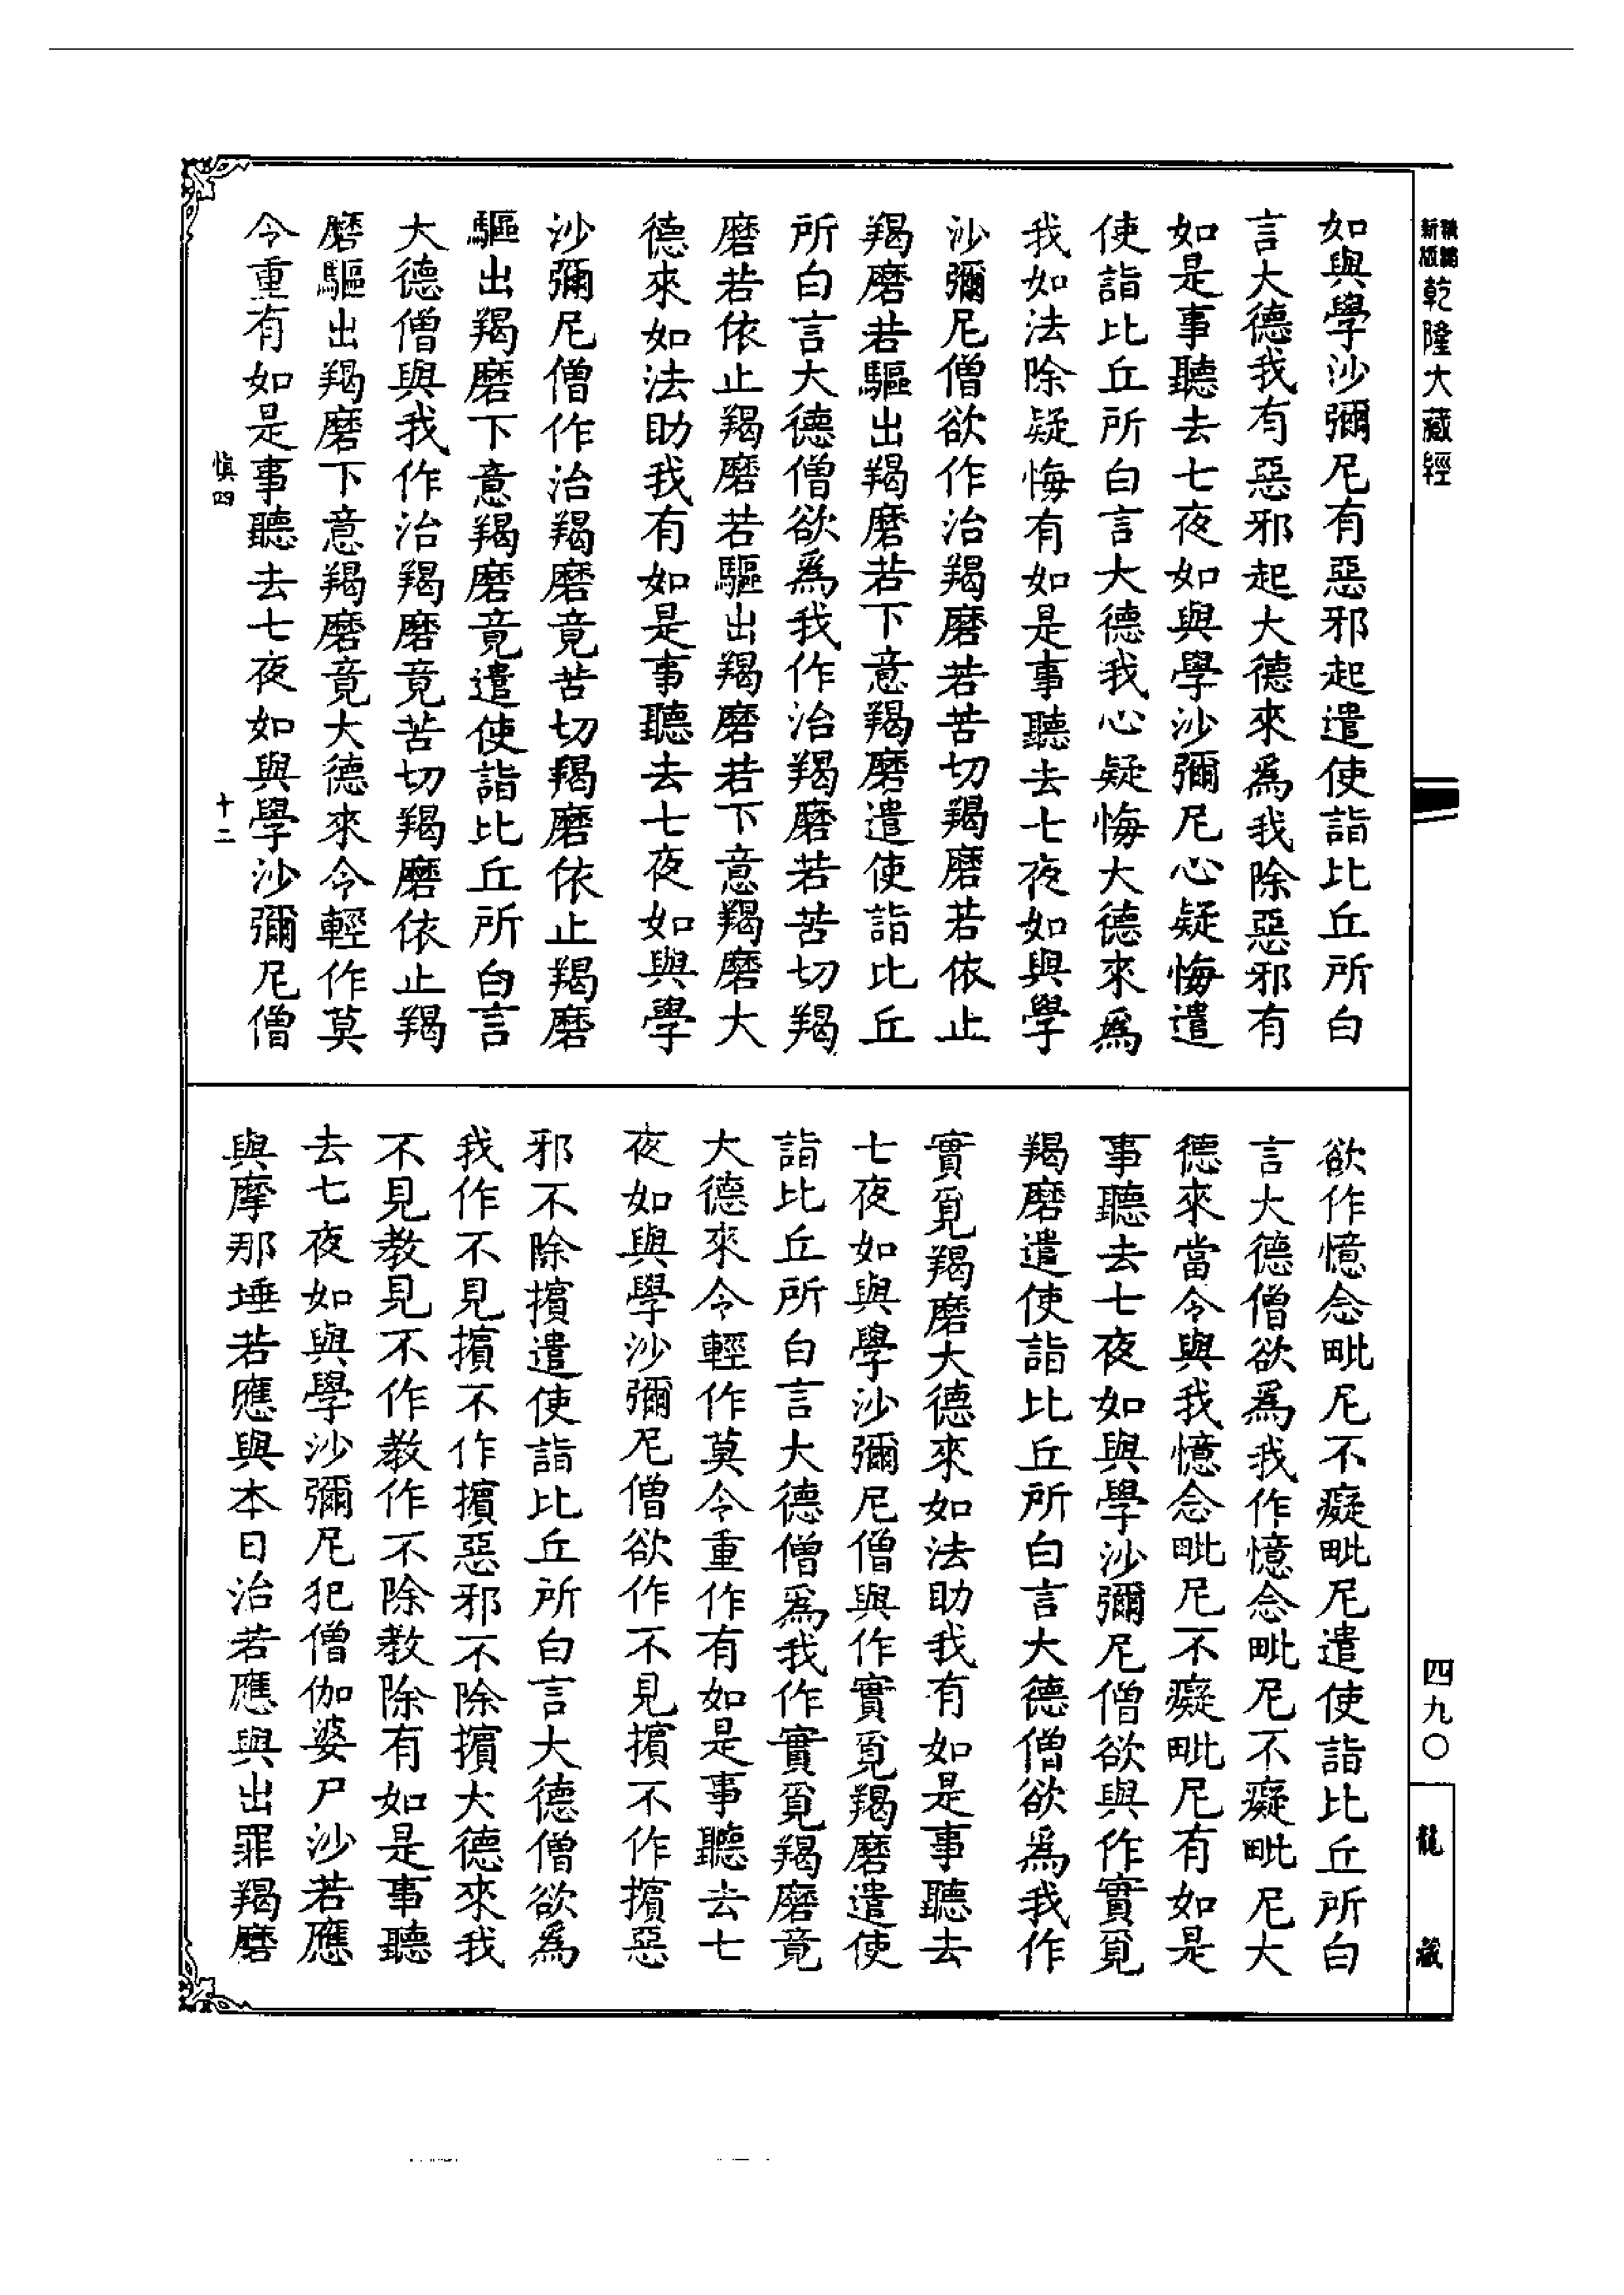 新版
精縮
乾隆大藏經
四九〇
龍藏
如與學沙彌尼有惡邪起遣使詣比丘所白
言大德我有惡邪起大德來為我除惡邪有
如是事聽去七夜如與學沙彌尼心疑悔遣
使詣比丘所白言大德我心疑悔大德來為
我如法除疑悔有如是事聽去七夜如與學
沙彌尼僧欲作治羯磨若苦切羯磨若依止
羯磨若驅出羯磨若下意羯磨遣使詣比丘
所白言大德僧欲為我作治羯磨若苦切羯
磨若依止羯磨若驅出羯磨若下意羯磨大
德來如法助我有如是事聽去七夜如與學
沙彌尼僧作治羯磨竟苦切羯磨依止羯磨
驅出羯磨下意羯磨竟遣使詣比丘所白言
大德僧與我作治羯磨竟苦切羯磨依止羯
磨驅出羯磨下意羯磨竟大德來令輕作莫
令重有如是事聽去七夜如與學沙彌尼僧
慎四
十二
欲作憶念毗尼不癡毗尼遣使詣比丘所白
言大德僧欲為我作憶念毗尼不癡毗尼大
德來當令與我憶念毗尼不癡毗尼有如是
事聽去七夜如與學沙彌尼僧欲與作實覓
羯磨遣使詣比丘所白言大德僧欲為我作
實覓羯磨大德來如法助我有如是事聽去
七夜如與學沙彌尼僧與作實覓羯磨遣使
詣比丘所白言大德僧為我作實覓羯磨竟
大德來令輕作莫令重作有如是事聽去七
夜如與學沙彌尼僧欲作不見擯不作擯惡
邪不除擯遣使詣比丘所白言大德僧欲為
我作不見擯不作擯惡邪不除擯大德來我
不見教見不作教作不除教除有如是事聽
去七夜如與學沙彌尼犯僧伽婆尸沙若應
與摩那埵若應與本日治若應與出罪羯磨